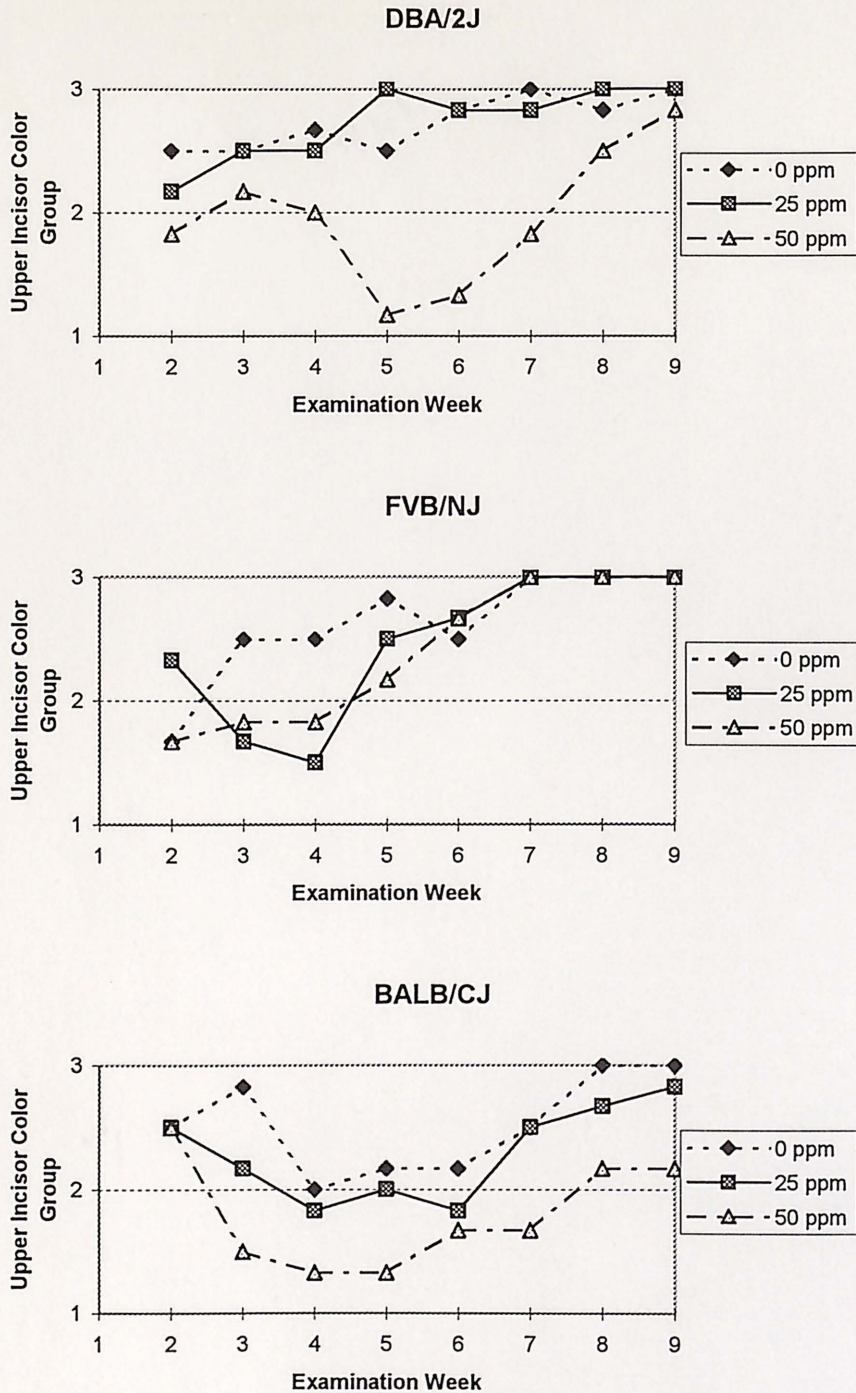 DBA/2J
Upper Incisor Color
Group
3
2
1
1 2 3 4 5 6 7 8 9
Examination Week
0 ppm
25 ppm
50 ppm
FVB/NJ
Upper Incisor Color
Group
3
2
1
1 2 3 4 5 6 7 8 9
Examination Week
0 ppm
25 ppm
50 ppm
BALB/CJ
Upper Incisor Color
Group
3
2
1
1 2 3 4 5 6 7 8 9
Examination Week
0 ppm
25 ppm
50 ppm